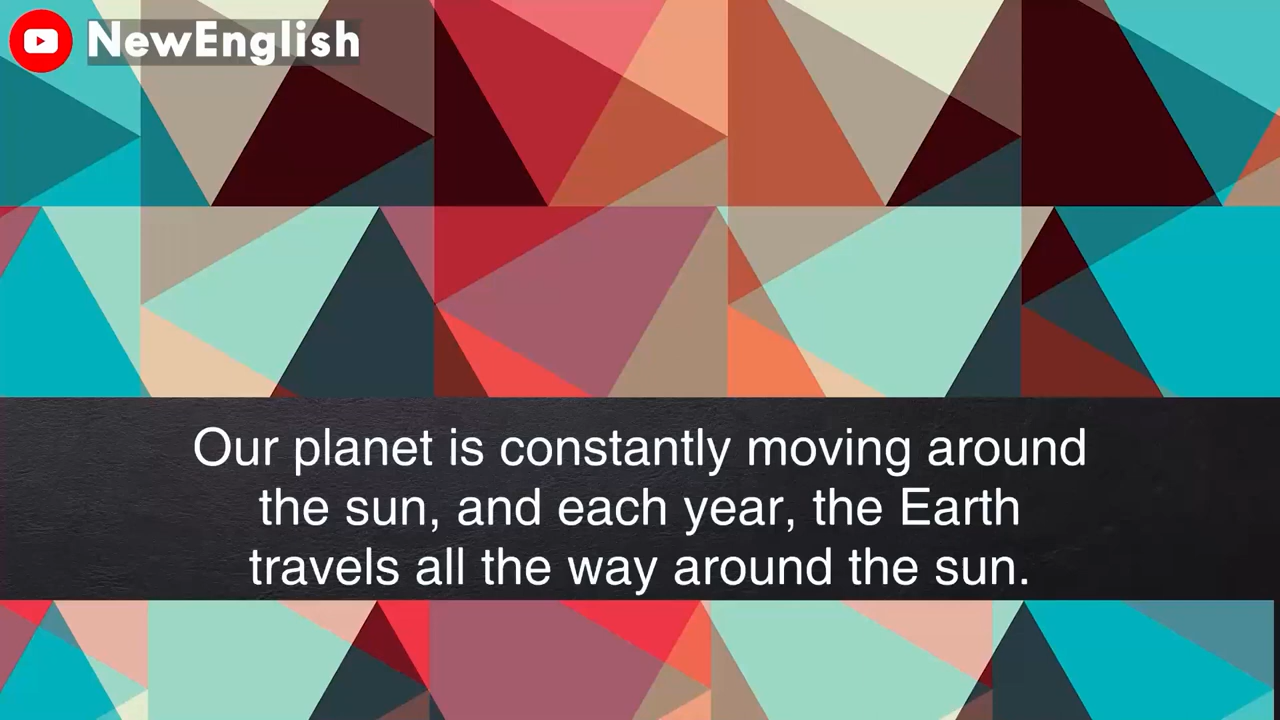 NewEnglish
Our planet is constantly moving around
the sun, and each year, the Earth
travels all the way around the sun.